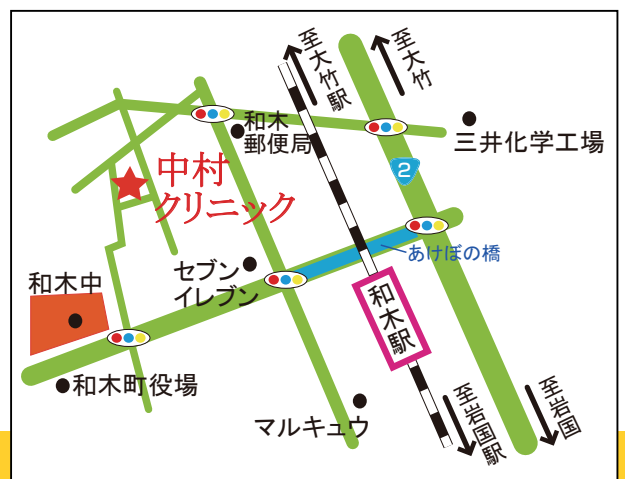 至大竹駅
至大竹
和木
郵便局
三井化学工場
2
中村
クリニック
あけぼの橋
セブン
イレブン
和木中
和木駅
和木町役場
マルキュウ
至岩国駅
至岩国